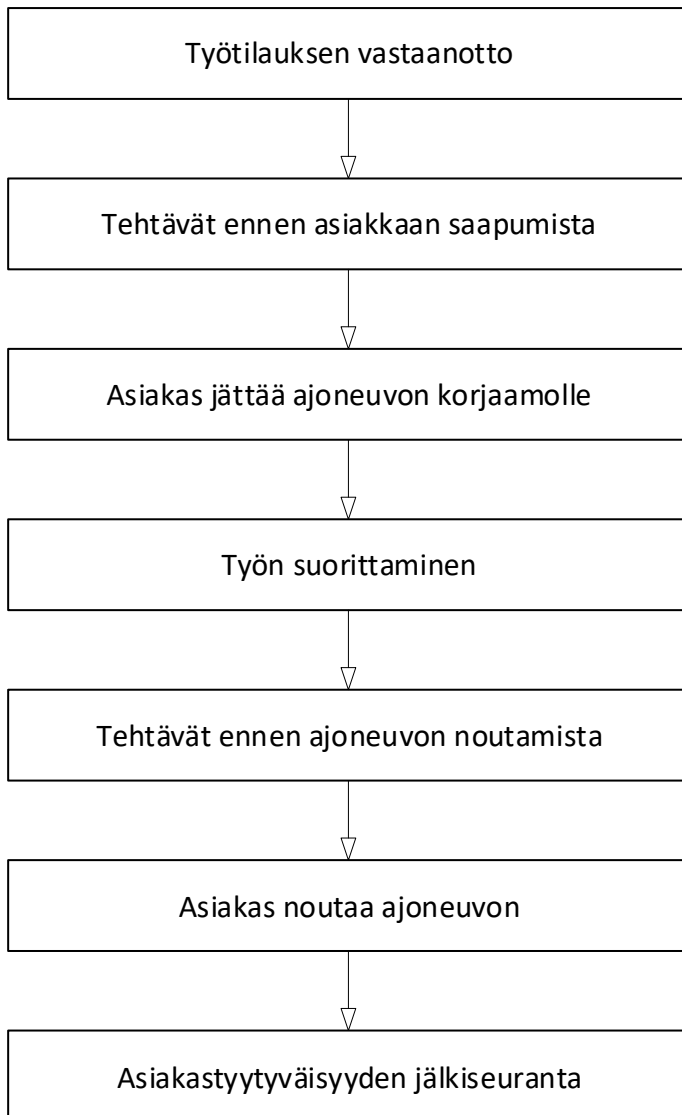 Työtilauksen vastaanotto
Tehtävät ennen asiakkaan saapumista
Asiakas jättää ajoneuvon korjaamolle
Työn suorittaminen
Tehtävät ennen ajoneuvon noutamista
Asiakas noutaa ajoneuvon
Asiakastyytyväisyyden jälkiseuranta